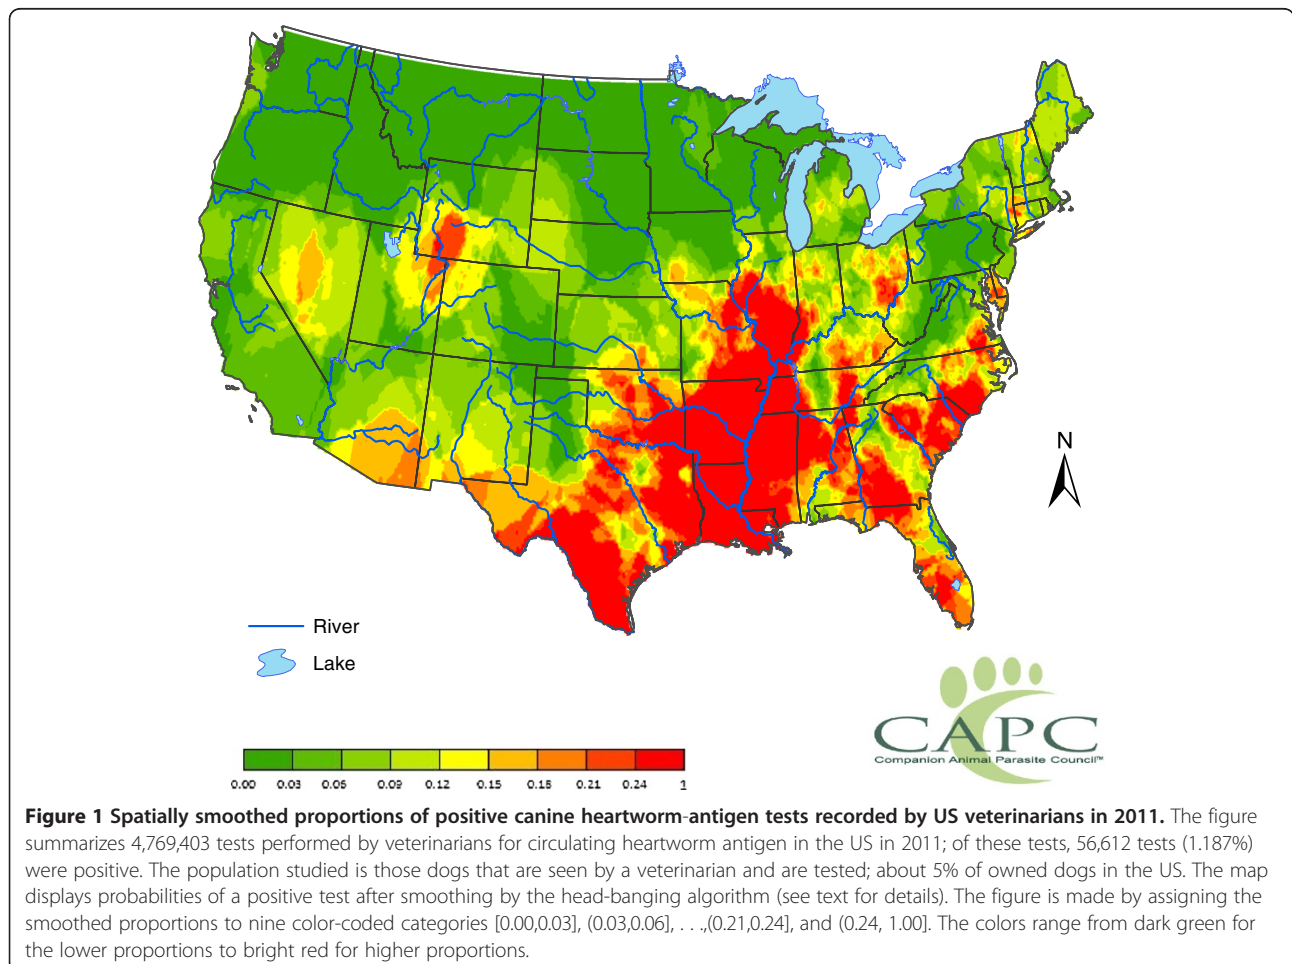 N
River
Lake
CAPC
Companion Animal Parasite Council™
0.00 0.03 0.06 0.09 0.12 0.15 0.18 0.21 0.24 1
Figure 1 Spatially smoothed proportions of positive canine heartworm-antigen tests recorded by US veterinarians in 2011. The figure
summarizes 4,769,403 tests performed by veterinarians for circulating heartworm antigen in the US in 2011; of these tests, 56,612 tests (1.187%)
were positive. The population studied is those dogs that are seen by a veterinarian and are tested; about 5% of owned dogs in the US. The map
displays probabilities of a positive test after smoothing by the head-banging algorithm (see text for details). The figure is made by assigning the
smoothed proportions to nine color-coded categories [0.00,0.03], (0.03,0.06], . . .,(0.21,0.24], and (0.24, 1.00]. The colors range from dark green for
the lower proportions to bright red for higher proportions.